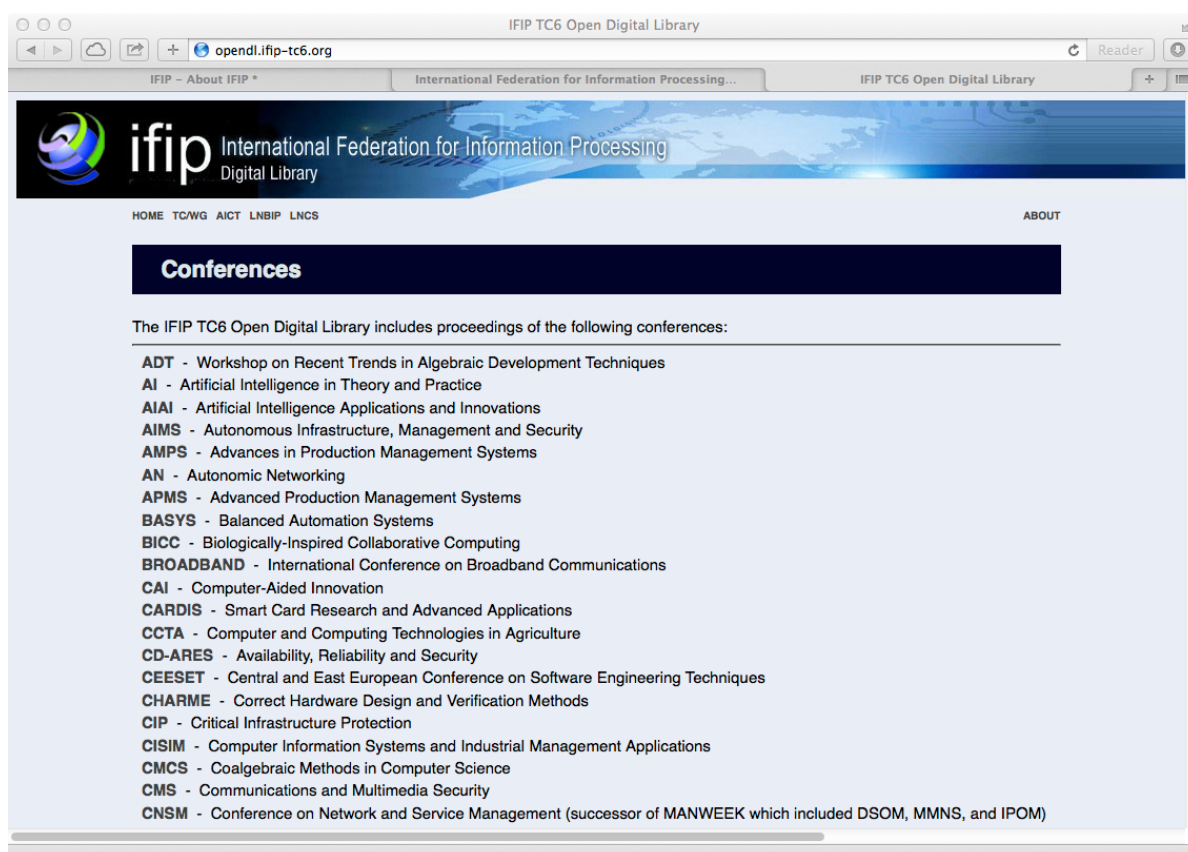 IFIP TC6 Open Digital Library
opendl.ifip-tc6.org
Reader
IFIP – About IFIP *
International Federation for Information Processing...
IFIP TC6 Open Digital Library
ifip International Federation for Information Processing
Digital Library
HOME TC/WG AICT LNBIP LNCS ABOUT
Conferences
The IFIP TC6 Open Digital Library includes proceedings of the following conferences:
ADT - Workshop on Recent Trends in Algebraic Development Techniques
AI - Artificial Intelligence in Theory and Practice
AIAI - Artificial Intelligence Applications and Innovations
AIMS - Autonomous Infrastructure, Management and Security
AMPS - Advances in Production Management Systems
AN - Autonomic Networking
APMS - Advanced Production Management Systems
BASYS - Balanced Automation Systems
BICC - Biologically-Inspired Collaborative Computing
BROADBAND - International Conference on Broadband Communications
CAI - Computer-Aided Innovation
CARDIS - Smart Card Research and Advanced Applications
CCTA - Computer and Computing Technologies in Agriculture
CD-ARES - Availability, Reliability and Security
CEESET - Central and East European Conference on Software Engineering Techniques
CHARME - Correct Hardware Design and Verification Methods
CIP - Critical Infrastructure Protection
CISIM - Computer Information Systems and Industrial Management Applications
CMCS - Coalgebraic Methods in Computer Science
CMS - Communications and Multimedia Security
CNSM - Conference on Network and Service Management (successor of MANWEEK which included DSOM, MMNS, and IPOM)